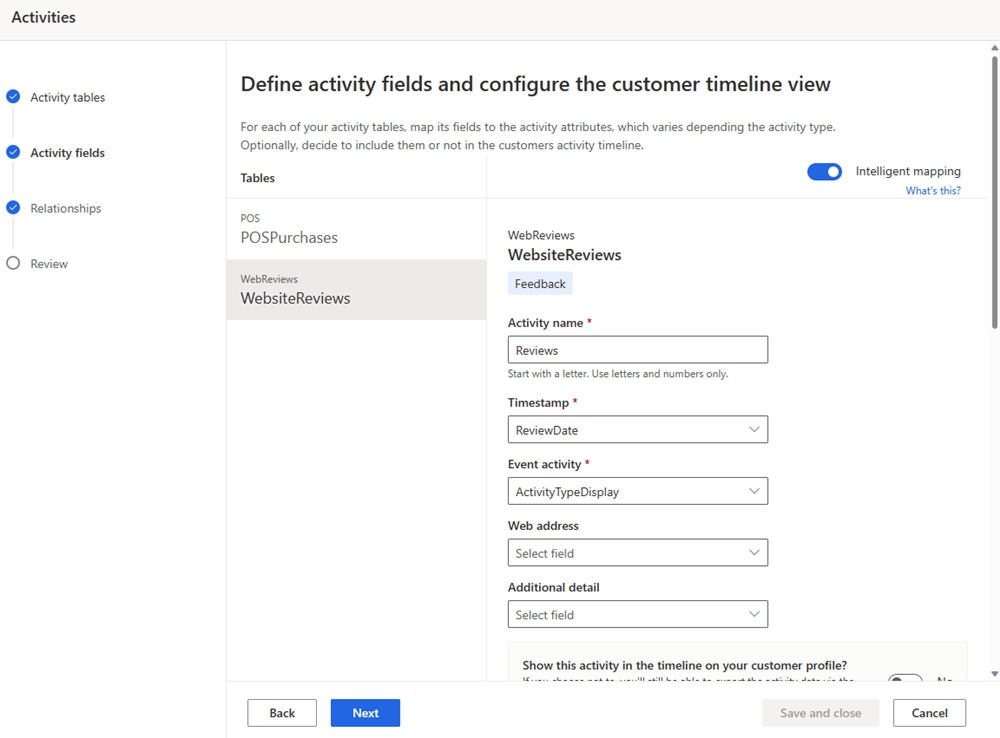 Activities
Activity tables
Activity fields
Relationships
Review
Define activity fields and configure the customer timeline view
For each of your activity tables, map its fields to the activity attributes, which varies depending the activity type.
Optionally, decide to include them or not in the customers activity timeline.
Tables
Intelligent mapping
What's this?
POS
POSPurchases
WebReviews
WebsiteReviews
WebReviews
WebsiteReviews
Feedback
Activity name *
Reviews
Start with a letter. Use letters and numbers only.
Timestamp *
ReviewDate
Event activity *
ActivityTypeDisplay
Web address
Select field
Additional detail
Select field
Show this activity in the timeline on your customer profile?
If you choose not to, you'll still be able to export the activity data via the
No
Back
Next
Save and close
Cancel